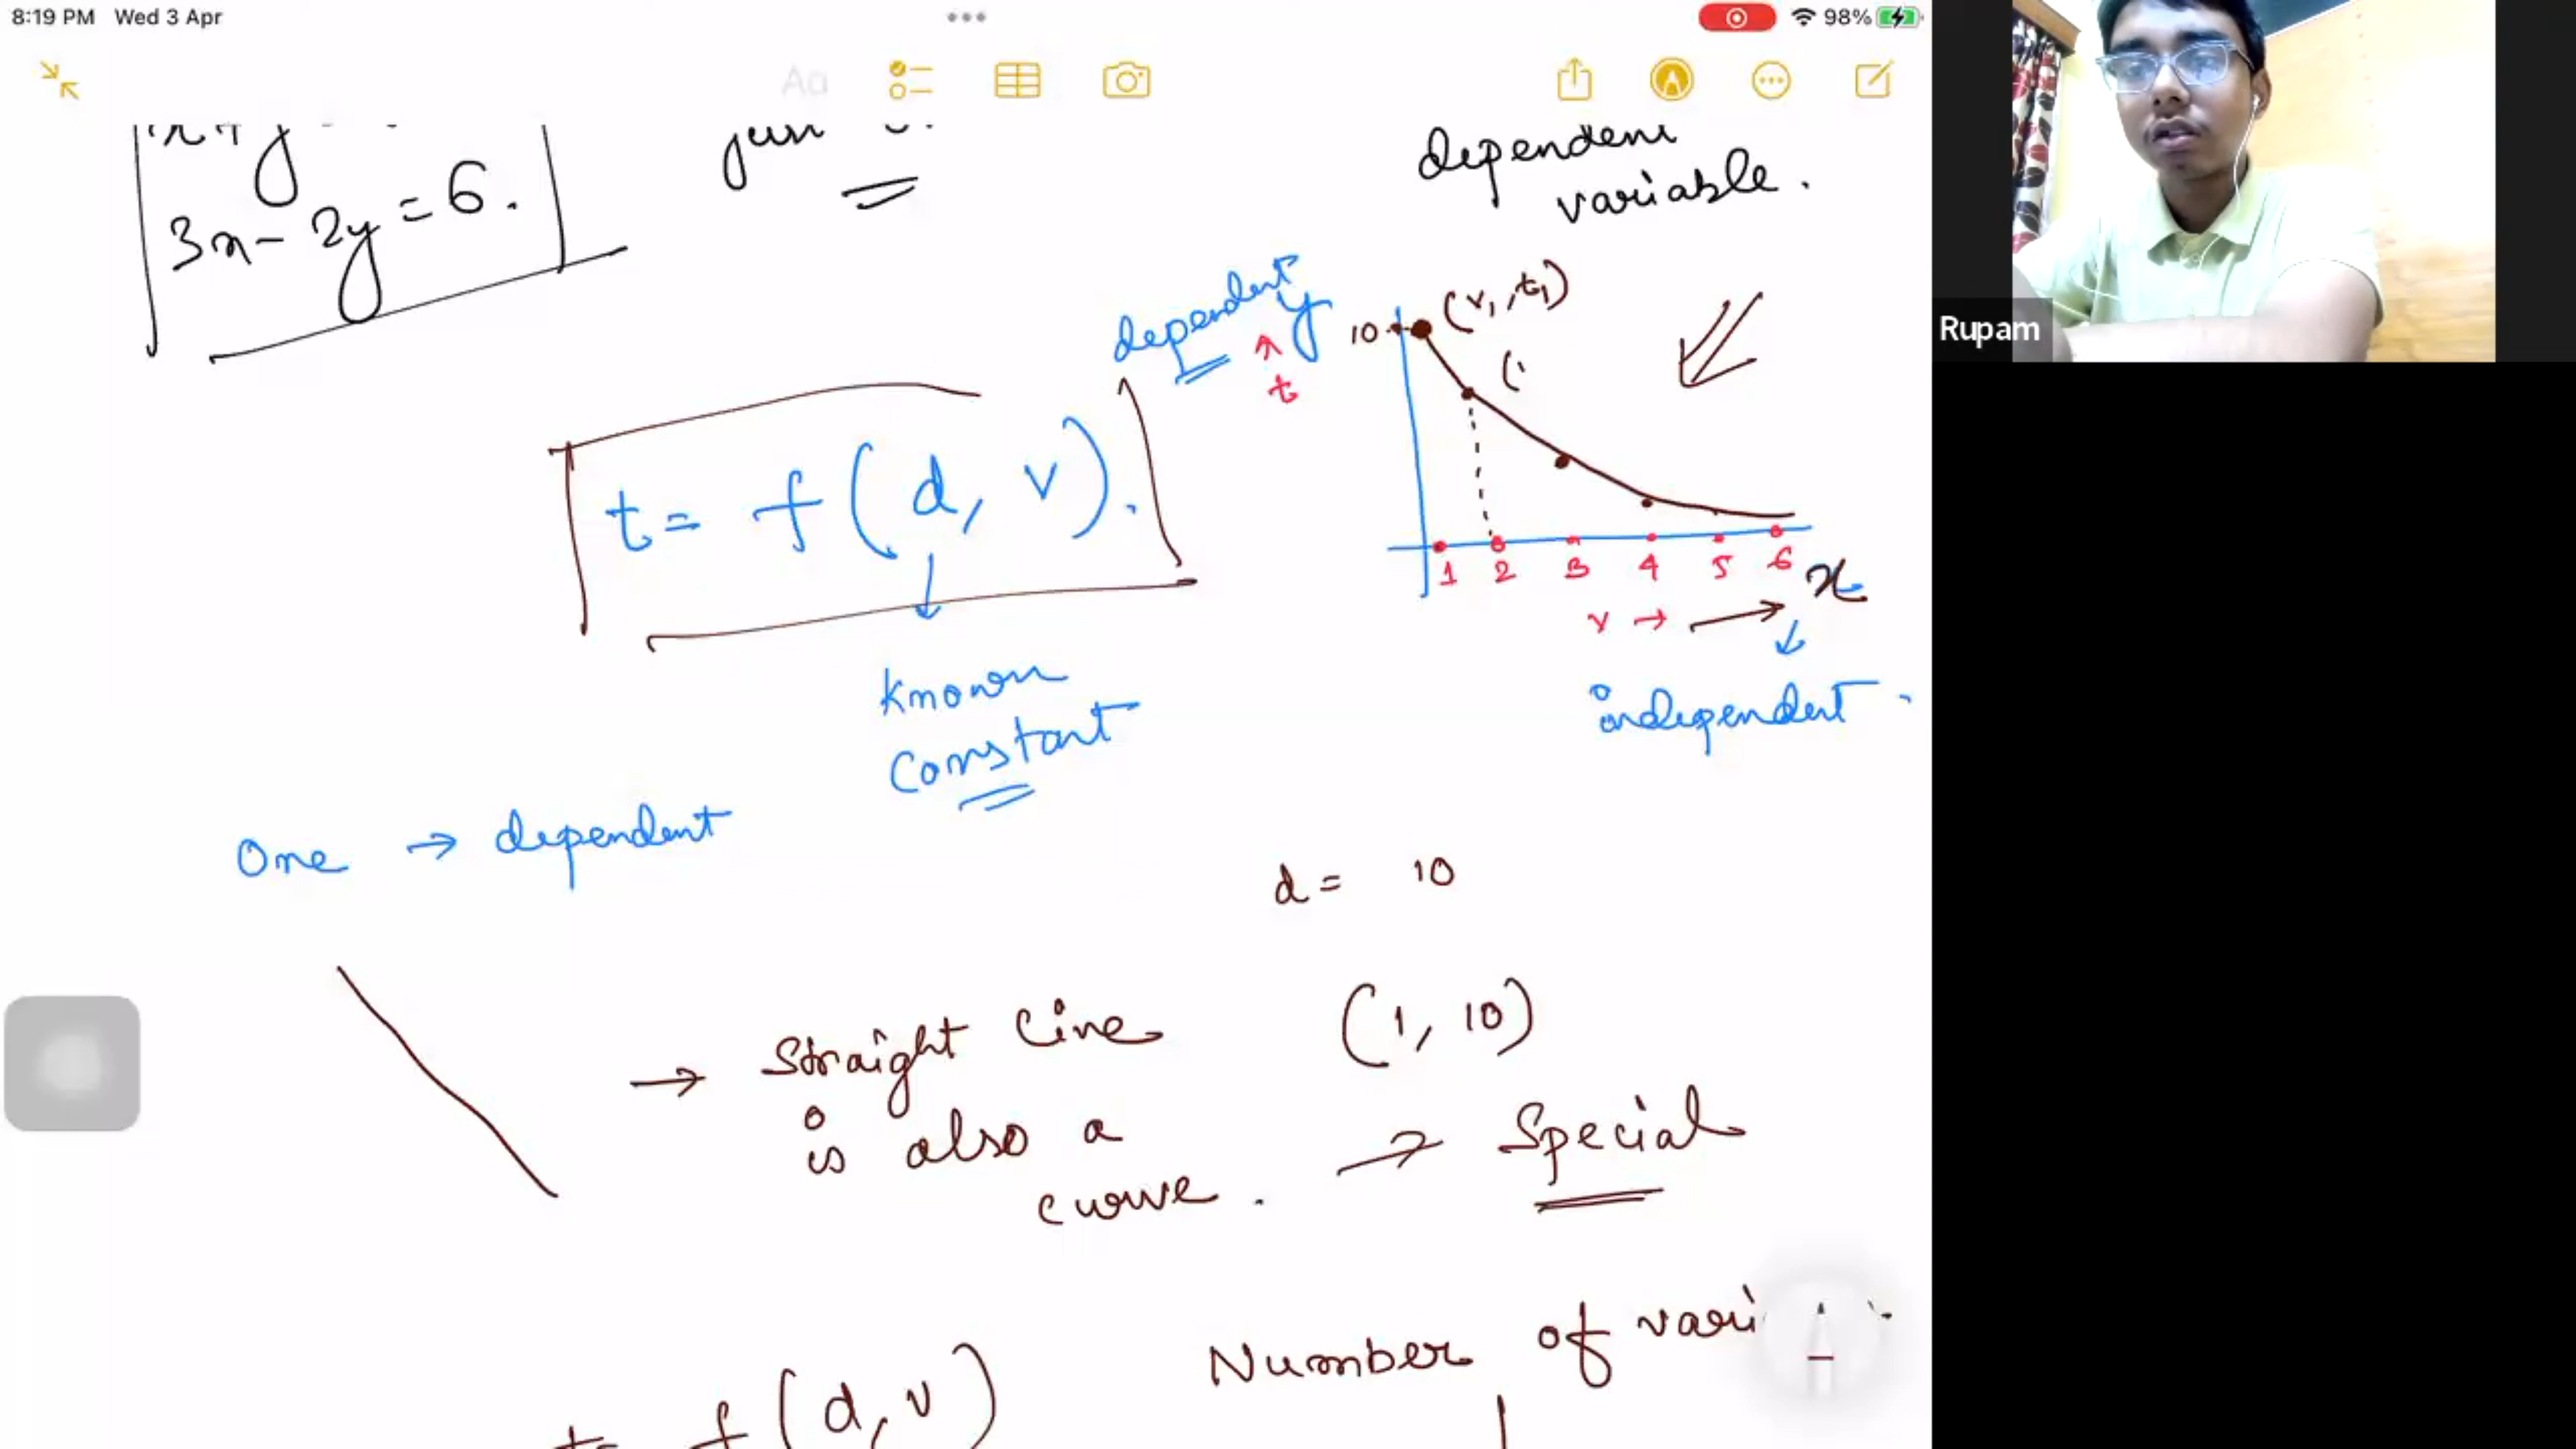 8:19 PM Wed 3 Apr
98%
Aa
3x - 2y = 6.
dependent
variable.
dependent y
t
10
(v₁, t₁)
(
t = f(d, v).
1 2 3 4 5 6 x
v →
↓
known
constant
independent.
One → dependent
d = 10
→ Straight line
is also a
curve.
(1, 10)
→ Special
Number of vari
t = f(d, v)
Rupam